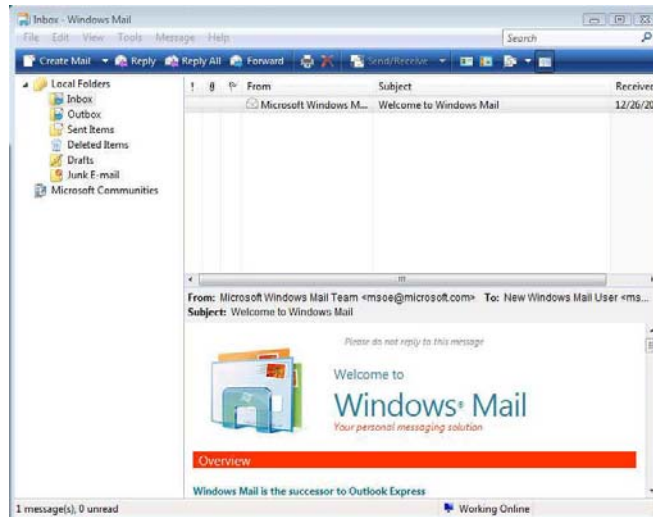 Inbox - Windows Mail
File Edit View Tools Message Help
Search
Create Mail Reply Reply All Forward Send/Receive
Local Folders
Inbox
Outbox
Sent Items
Deleted Items
Drafts
Junk E-mail
Microsoft Communities
! From Subject Received
Microsoft Windows M... Welcome to Windows Mail 12/26/20
From: Microsoft Windows Mail Team <msoe@microsoft.com> To: New Windows Mail User <ms...
Subject: Welcome to Windows Mail
Please do not reply to this message
Welcome to
Windows® Mail
Your personal messaging solution
Overview
Windows Mail is the successor to Outlook Express
1 message(s), 0 unread Working Online